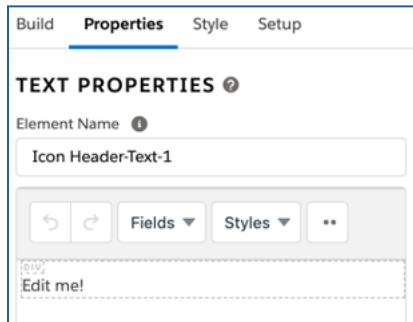 Build Properties Style Setup
TEXT PROPERTIES ?
Element Name i
Icon Header-Text-1
Fields Styles
DIV
Edit me!